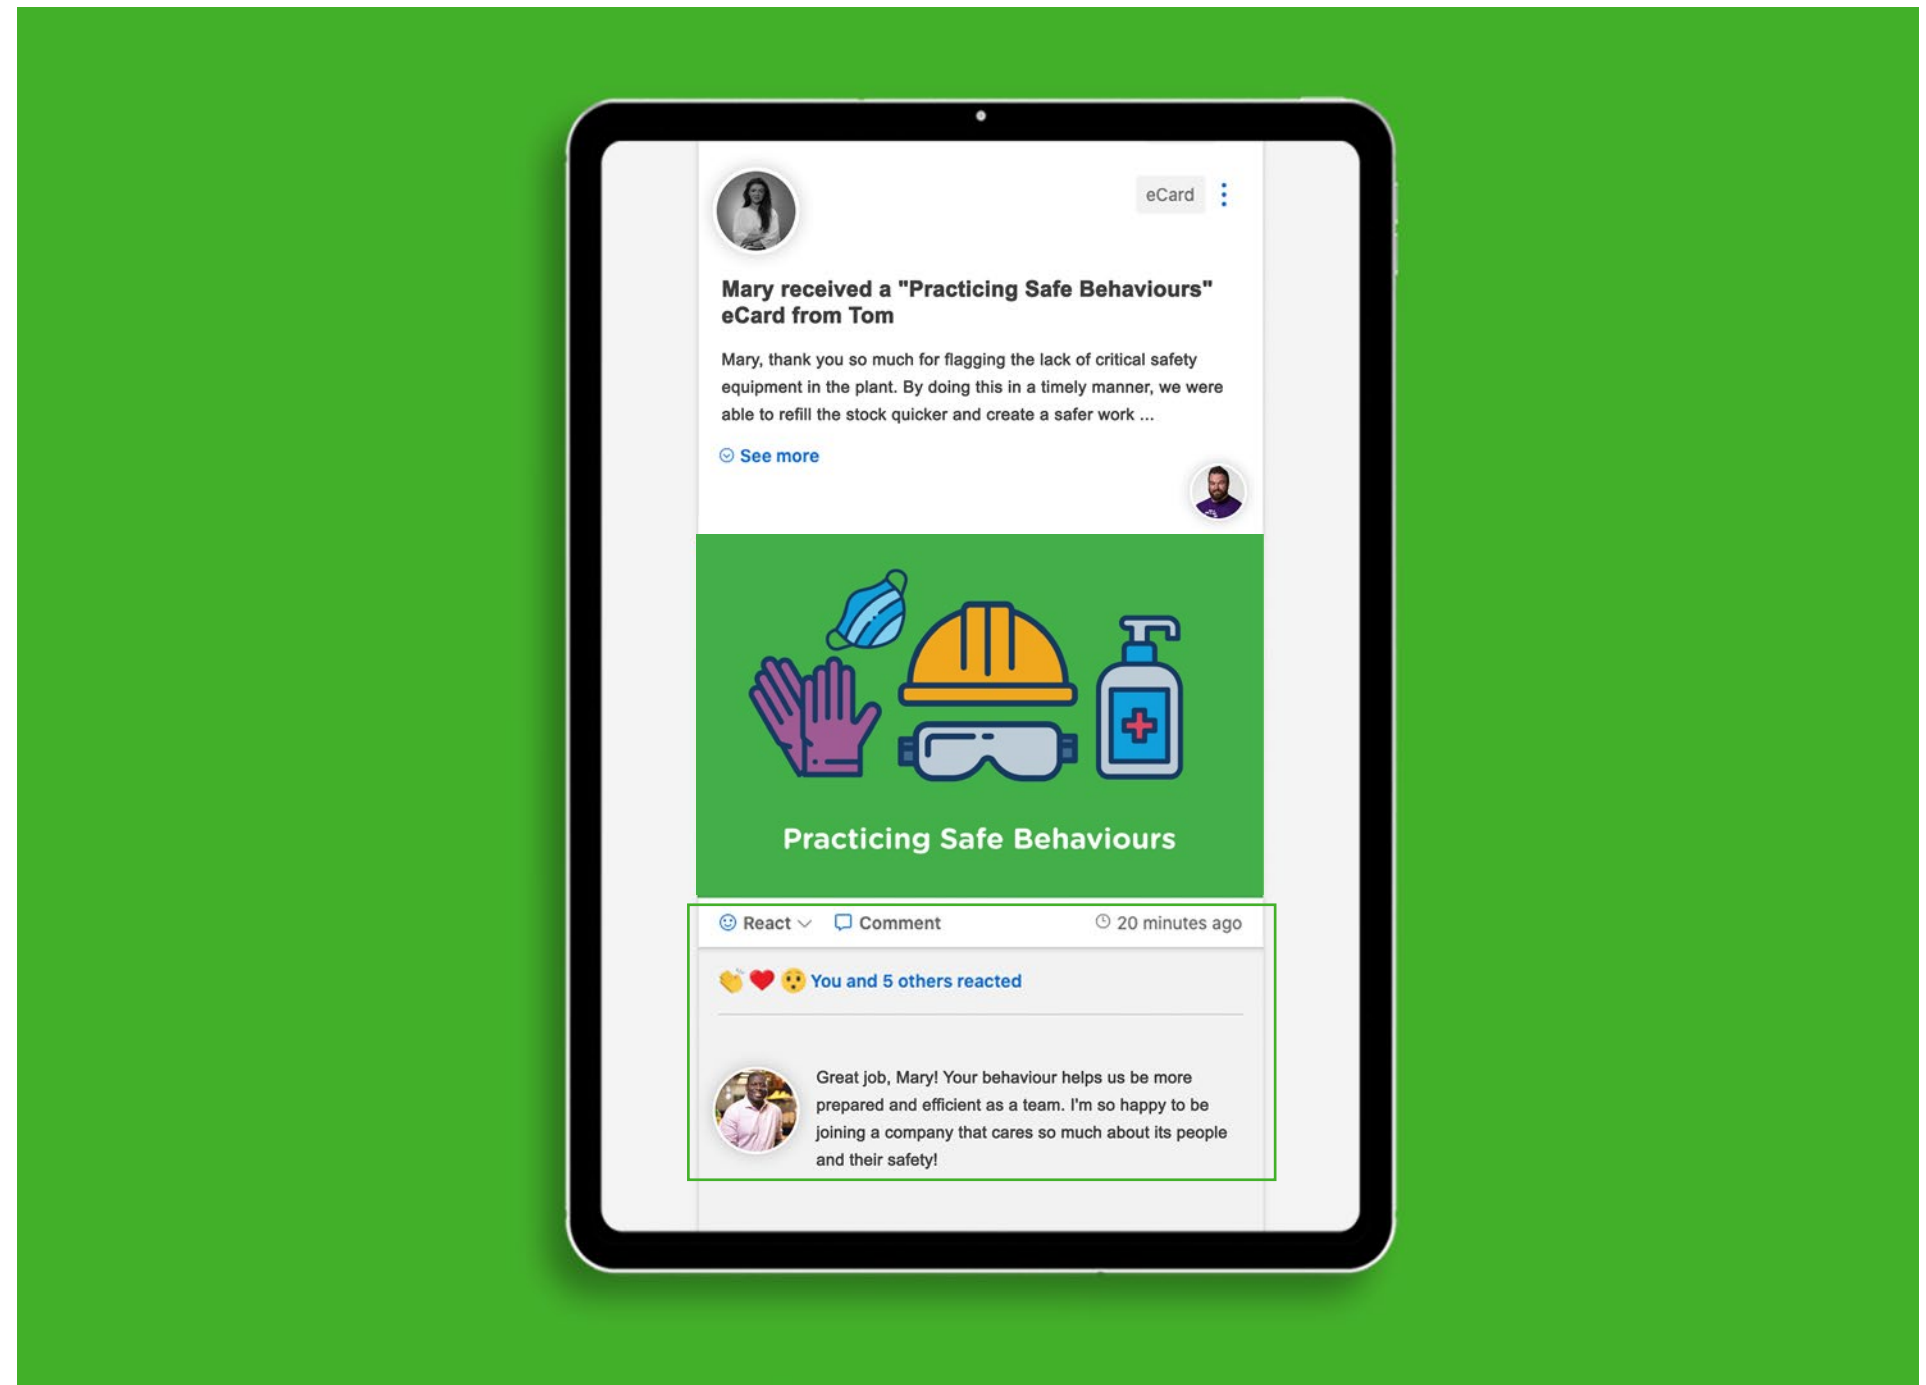 eCard
Mary received a "Practicing Safe Behaviours"
eCard from Tom
Mary, thank you so much for flagging the lack of critical safety
equipment in the plant. By doing this in a timely manner, we were
able to refill the stock quicker and create a safer work ...
See more
Practicing Safe Behaviours
React Comment 20 minutes ago
You and 5 others reacted
Great job, Mary! Your behaviour helps us be more
prepared and efficient as a team. I'm so happy to be
joining a company that cares so much about its people
and their safety!